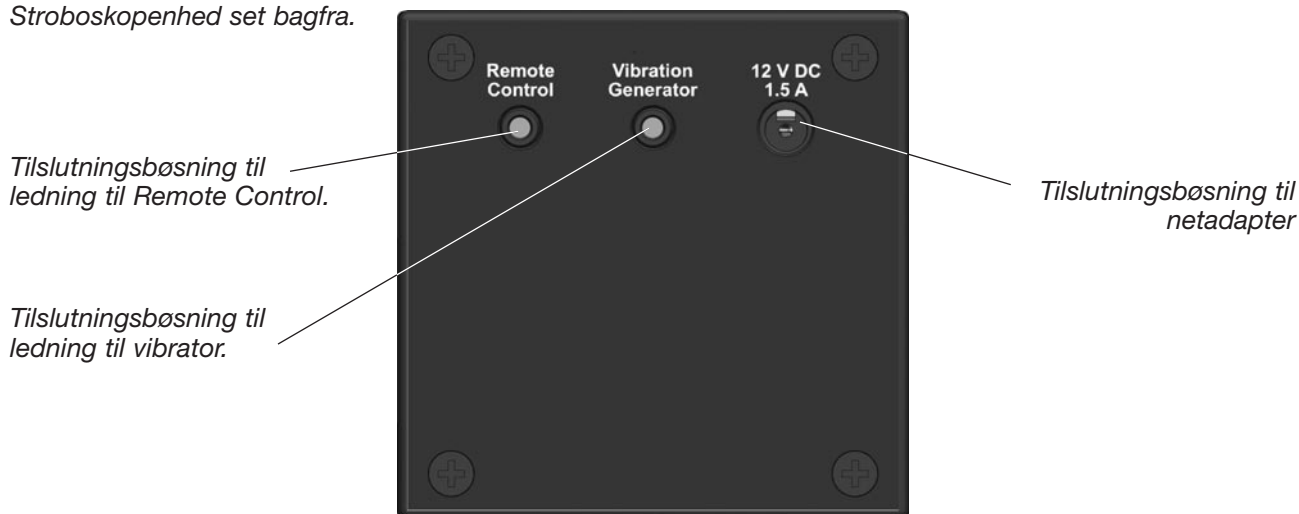 Stroboskopenhed set bagfra.
Remote
Control
Vibration
Generator
12 V DC
1.5 A
Tilslutningsbøsning til
ledning til Remote Control.
Tilslutningsbøsning til
netadapter
Tilslutningsbøsning til
ledning til vibrator.